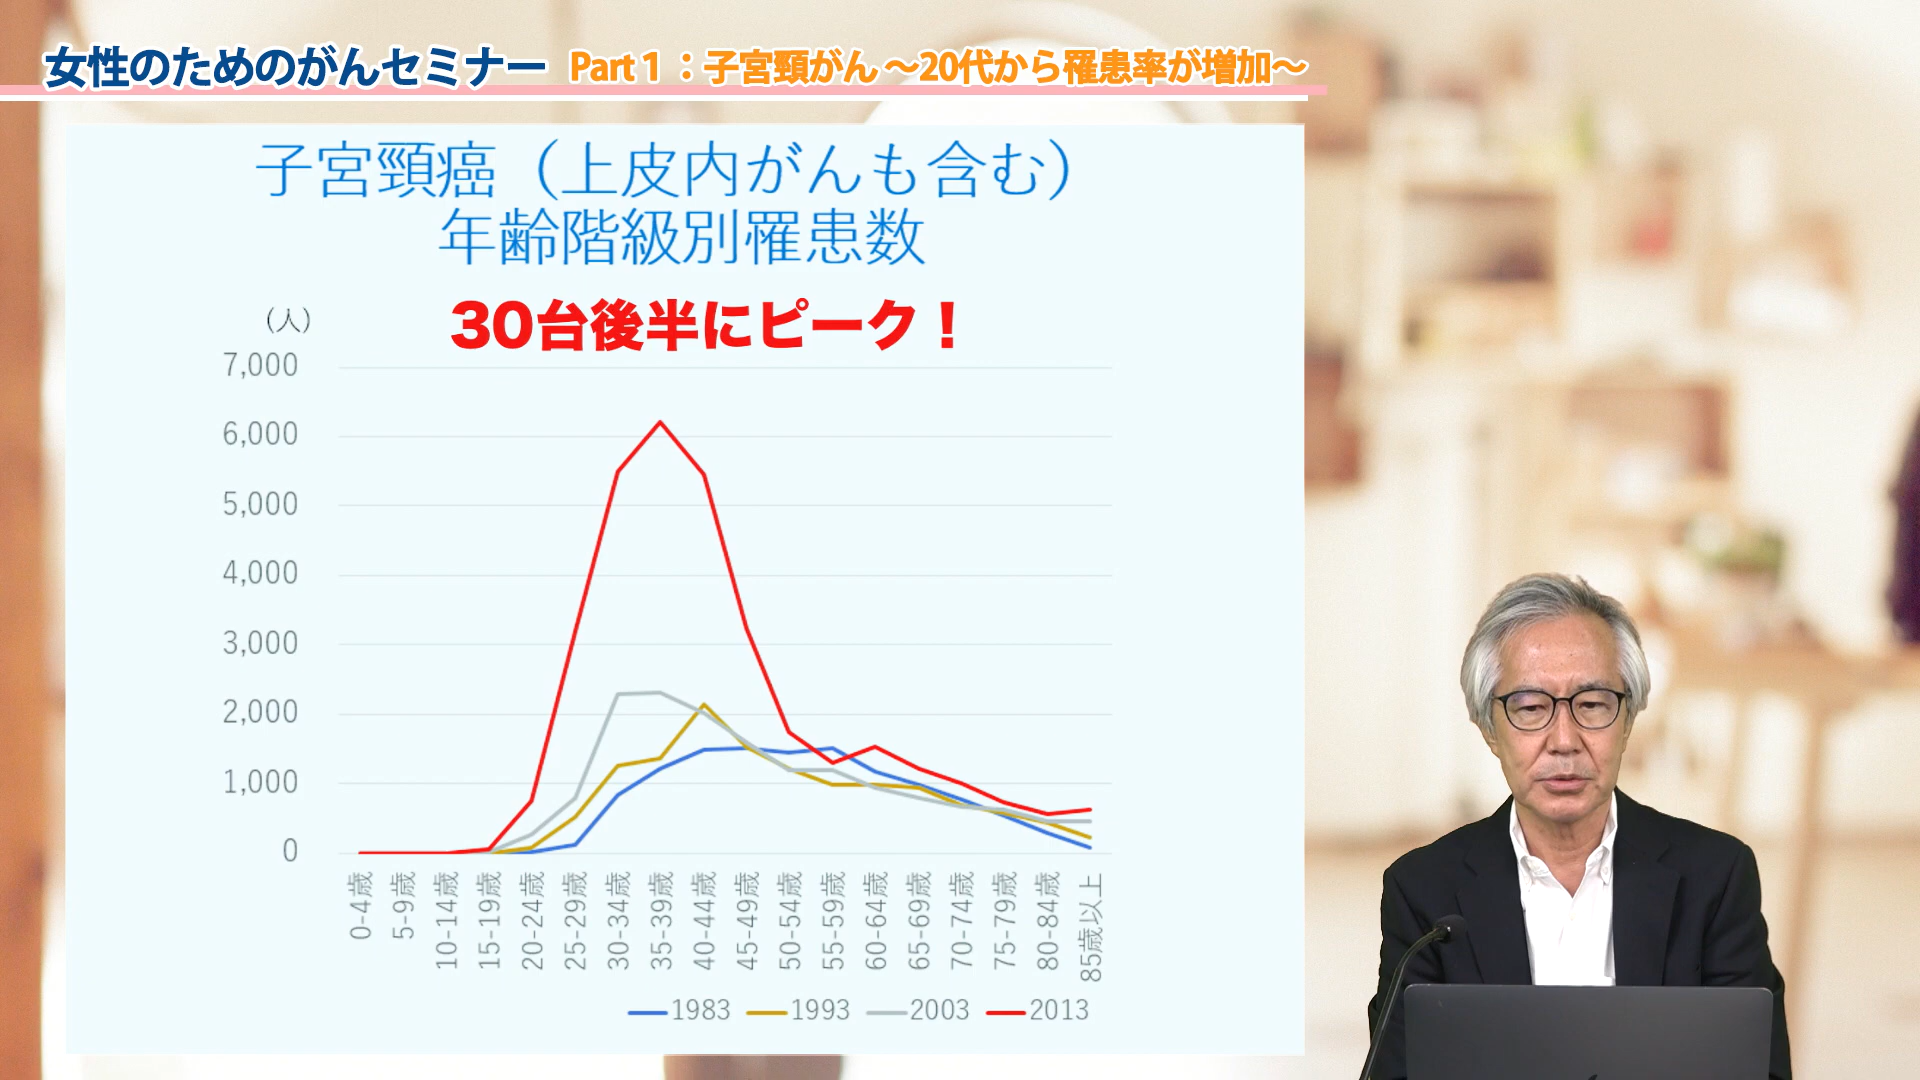 女性のためのがんセミナー Part 1：子宮頸がん～20代から罹患率が増加～
子宮頸癌（上皮内がんも含む）
年齢階級別罹患数
30台後半にピーク！
（人）
7,000
6,000
5,000
4,000
3,000
2,000
1,000
0
0-4歳
5-9歳
10-14歳
15-19歳
20-24歳
25-29歳
30-34歳
35-39歳
40-44歳
45-49歳
50-54歳
55-59歳
60-64歳
65-69歳
70-74歳
75-79歳
80-84歳
85歳以上
1983 1993 2003 2013